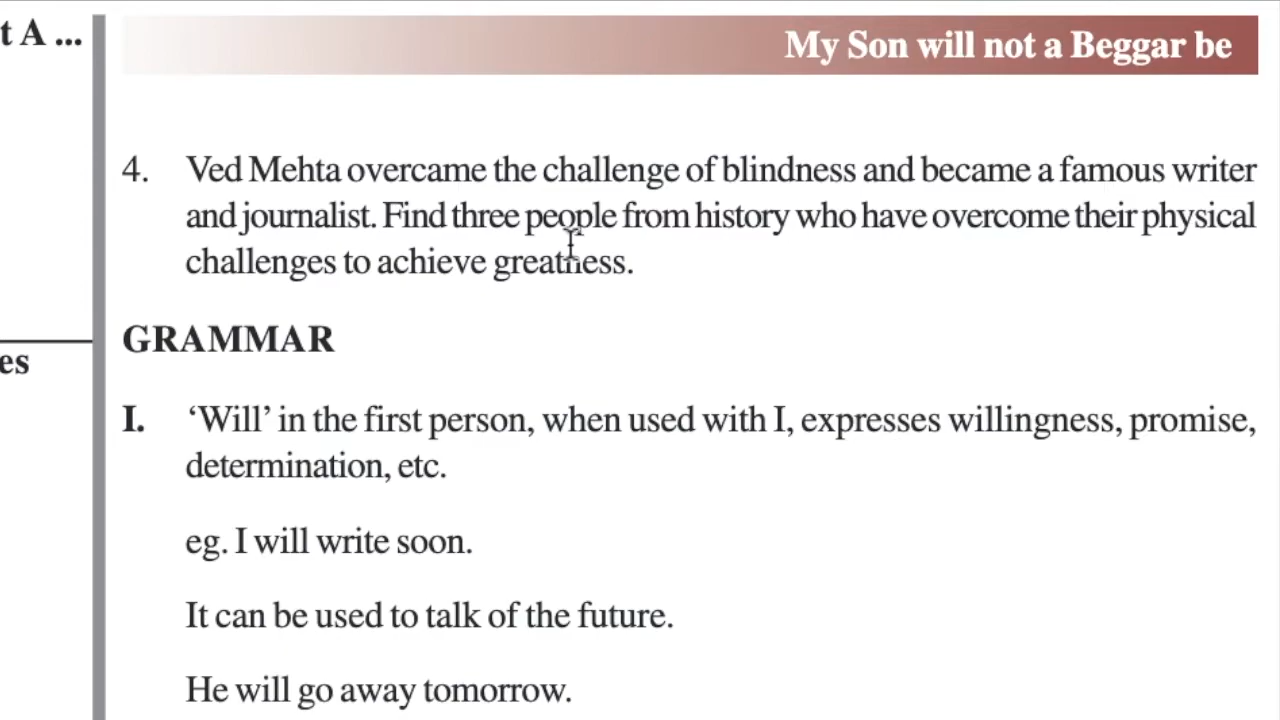 t A ...
My Son will not a Beggar be
4. Ved Mehta overcame the challenge of blindness and became a famous writer
and journalist. Find three people from history who have overcome their physical
challenges to achieve greatness.
GRAMMAR
es
I. ‘Will’ in the first person, when used with I, expresses willingness, promise,
determination, etc.
eg. I will write soon.
It can be used to talk of the future.
He will go away tomorrow.